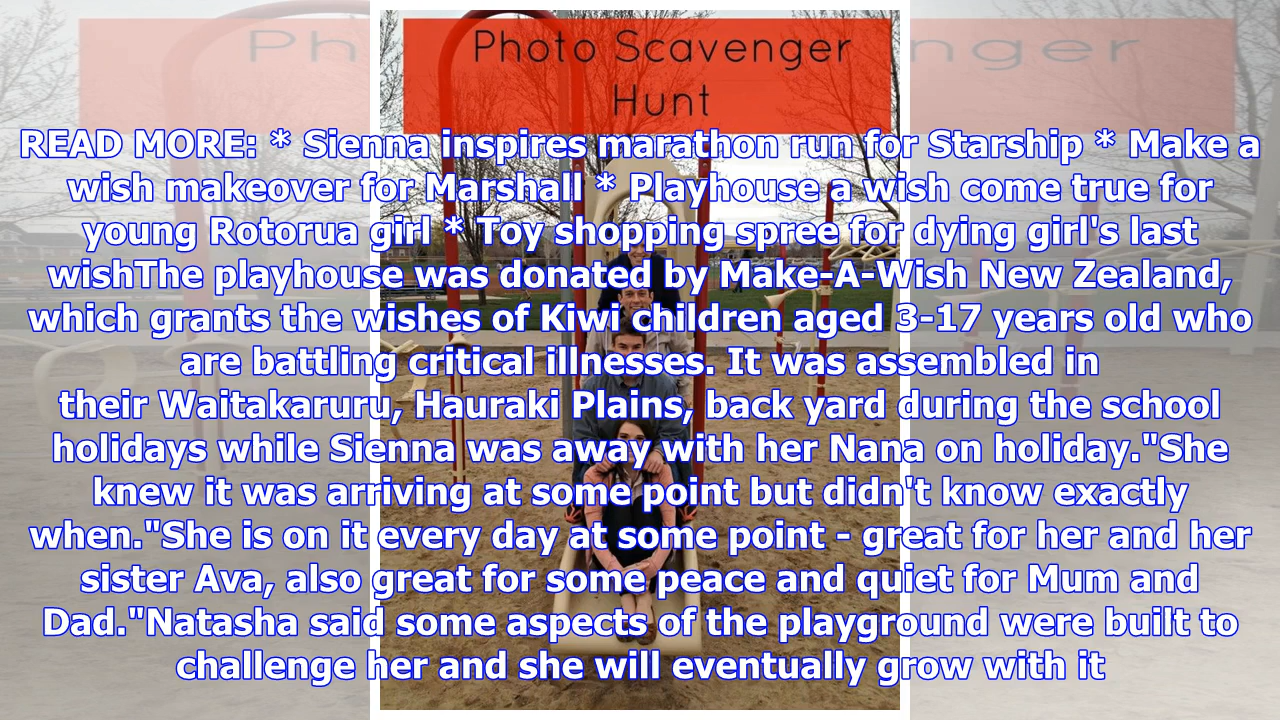 Photo Scavenger
Hunt
READ MORE: * Sienna inspires marathon run for Starship * Make a
wish makeover for Marshall * Playhouse a wish come true for
young Rotorua girl * Toy shopping spree for dying girl's last
wishThe playhouse was donated by Make-A-Wish New Zealand,
which grants the wishes of Kiwi children aged 3-17 years old who
are battling critical illnesses. It was assembled in
their Waitakaruru, Hauraki Plains, back yard during the school
holidays while Sienna was away with her Nana on holiday."She
knew it was arriving at some point but didn't know exactly
when."She is on it every day at some point - great for her and her
sister Ava, also great for some peace and quiet for Mum and
Dad."Natasha said some aspects of the playground were built to
challenge her and she will eventually grow with it